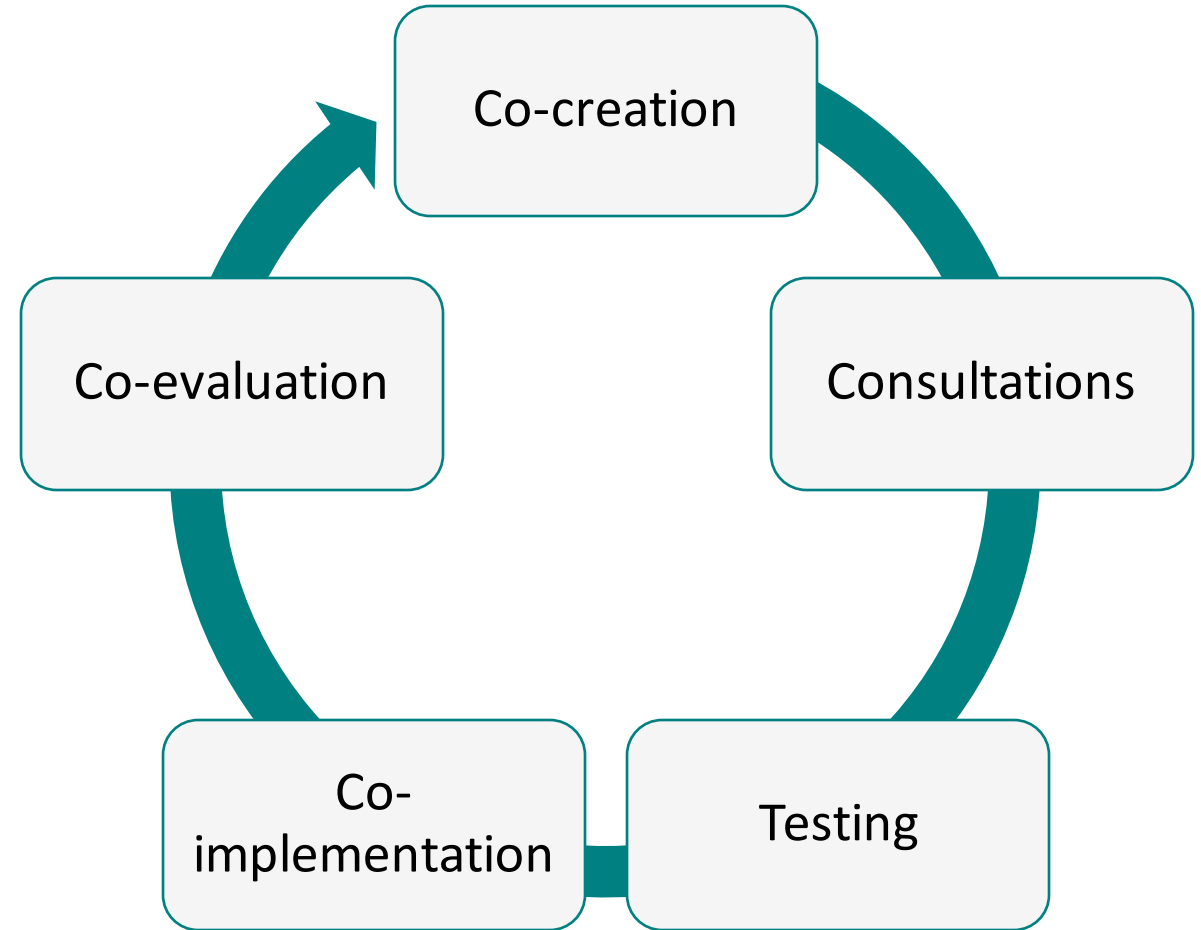 Co-creation
Consultations
Testing
Co-
implementation
Co-evaluation